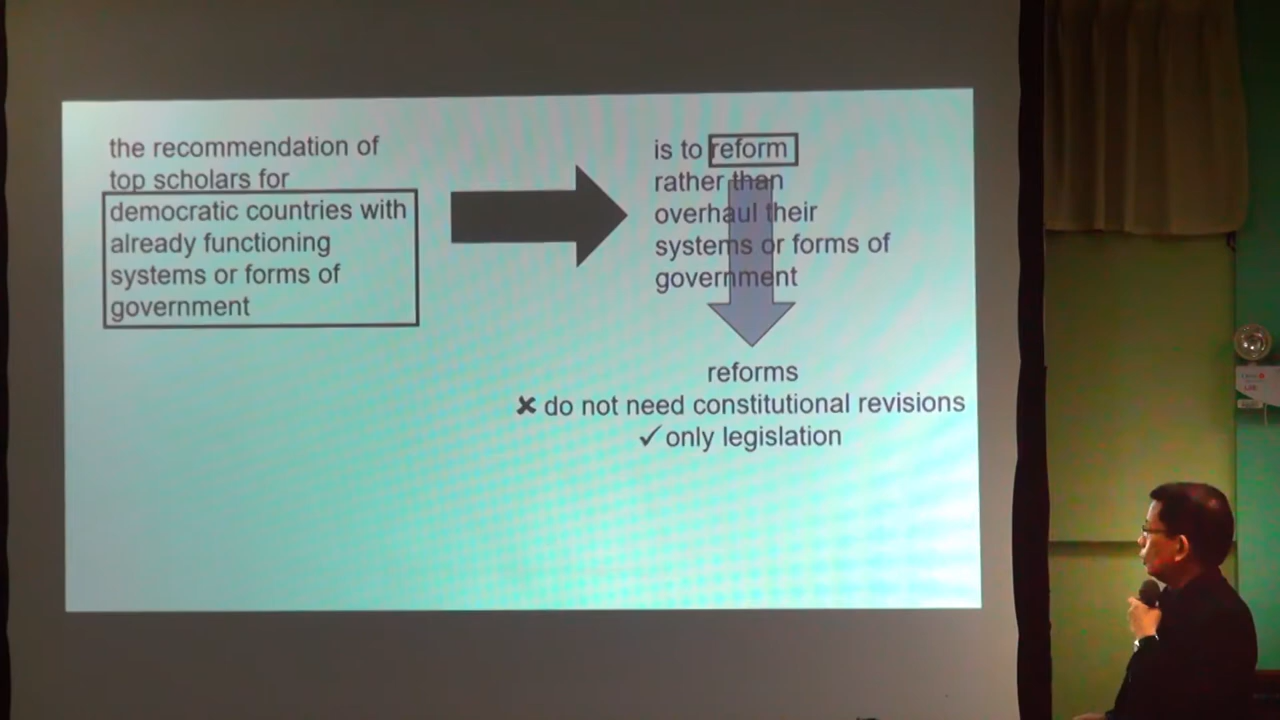 the recommendation of
top scholars for
democratic countries with
already functioning
systems or forms of
government
is to reform
rather than
overhaul their
systems or forms of
government
reforms
✘ do not need constitutional revisions
✓ only legislation